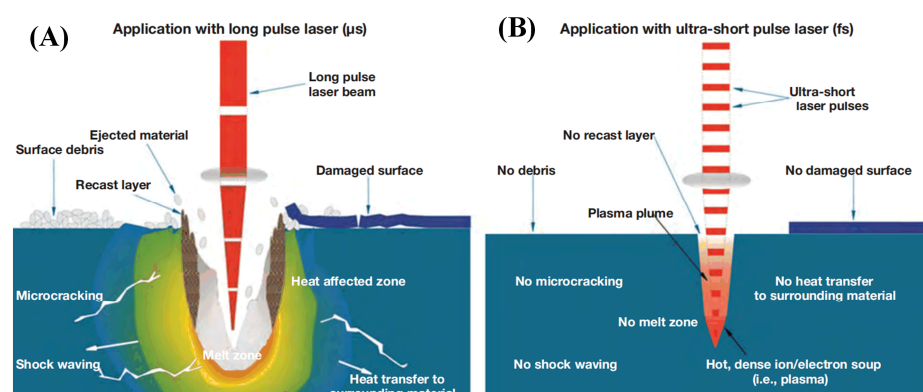 (A)
Application with long pulse laser (µs)
Long pulse
laser beam
Ejected material
Surface debris
Recast layer
Damaged surface
Microcracking
Heat affected zone
Shock waving
Melt zone
Heat transfer to
surrounding material
(B)
Application with ultra-short pulse laser (fs)
Ultra-short
laser pulses
No recast layer
No debris
No damaged surface
Plasma plume
No microcracking
No heat transfer
to surrounding material
No melt zone
No shock waving
Hot, dense ion/electron soup
(i.e., plasma)